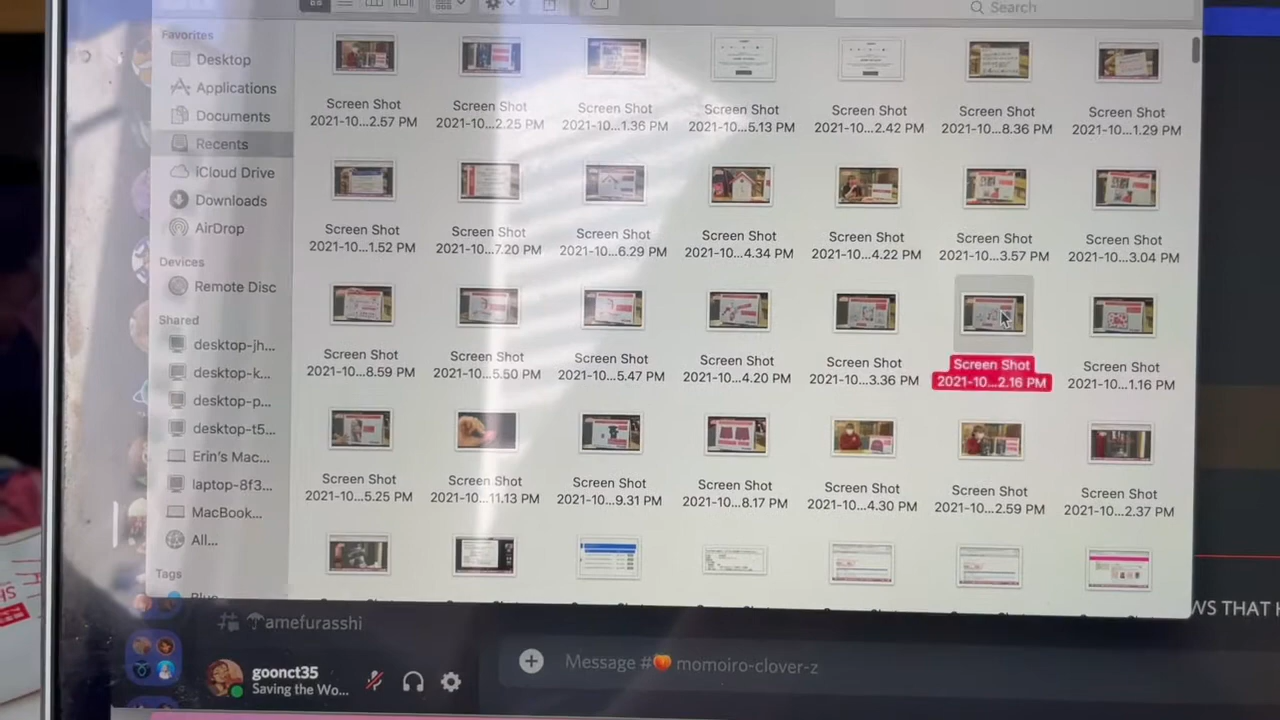 Search
Favorites
Desktop
Applications
Documents
Recents
iCloud Drive
Downloads
AirDrop
Devices
Remote Disc
Shared
desktop-jh...
desktop-k...
desktop-p...
desktop-t5...
Erin's Mac...
laptop-8f3...
MacBook...
All...
Tags
Blue
Screen Shot
2021-10...2.57 PM
Screen Shot
2021-10...2.25 PM
Screen Shot
2021-10...1.36 PM
Screen Shot
2021-10...5.13 PM
Screen Shot
2021-10...2.42 PM
Screen Shot
2021-10...8.36 PM
Screen Shot
2021-10...1.29 PM
Screen Shot
2021-10...1.52 PM
Screen Shot
2021-10...7.20 PM
Screen Shot
2021-10...6.29 PM
Screen Shot
2021-10...4.34 PM
Screen Shot
2021-10...4.22 PM
Screen Shot
2021-10...3.57 PM
Screen Shot
2021-10...3.04 PM
Screen Shot
2021-10...8.59 PM
Screen Shot
2021-10...5.50 PM
Screen Shot
2021-10...5.47 PM
Screen Shot
2021-10...4.20 PM
Screen Shot
2021-10...3.36 PM
Screen Shot
2021-10...2.16 PM
Screen Shot
2021-10...1.16 PM
Screen Shot
2021-10...5.25 PM
Screen Shot
2021-10...11.13 PM
Screen Shot
2021-10...9.31 PM
Screen Shot
2021-10...8.17 PM
Screen Shot
2021-10...4.30 PM
Screen Shot
2021-10...2.59 PM
Screen Shot
2021-10...2.37 PM
WS THAT H
amefurasshi
goonct35
Saving the Wo...
Message #🍑 momoiro-clover-z